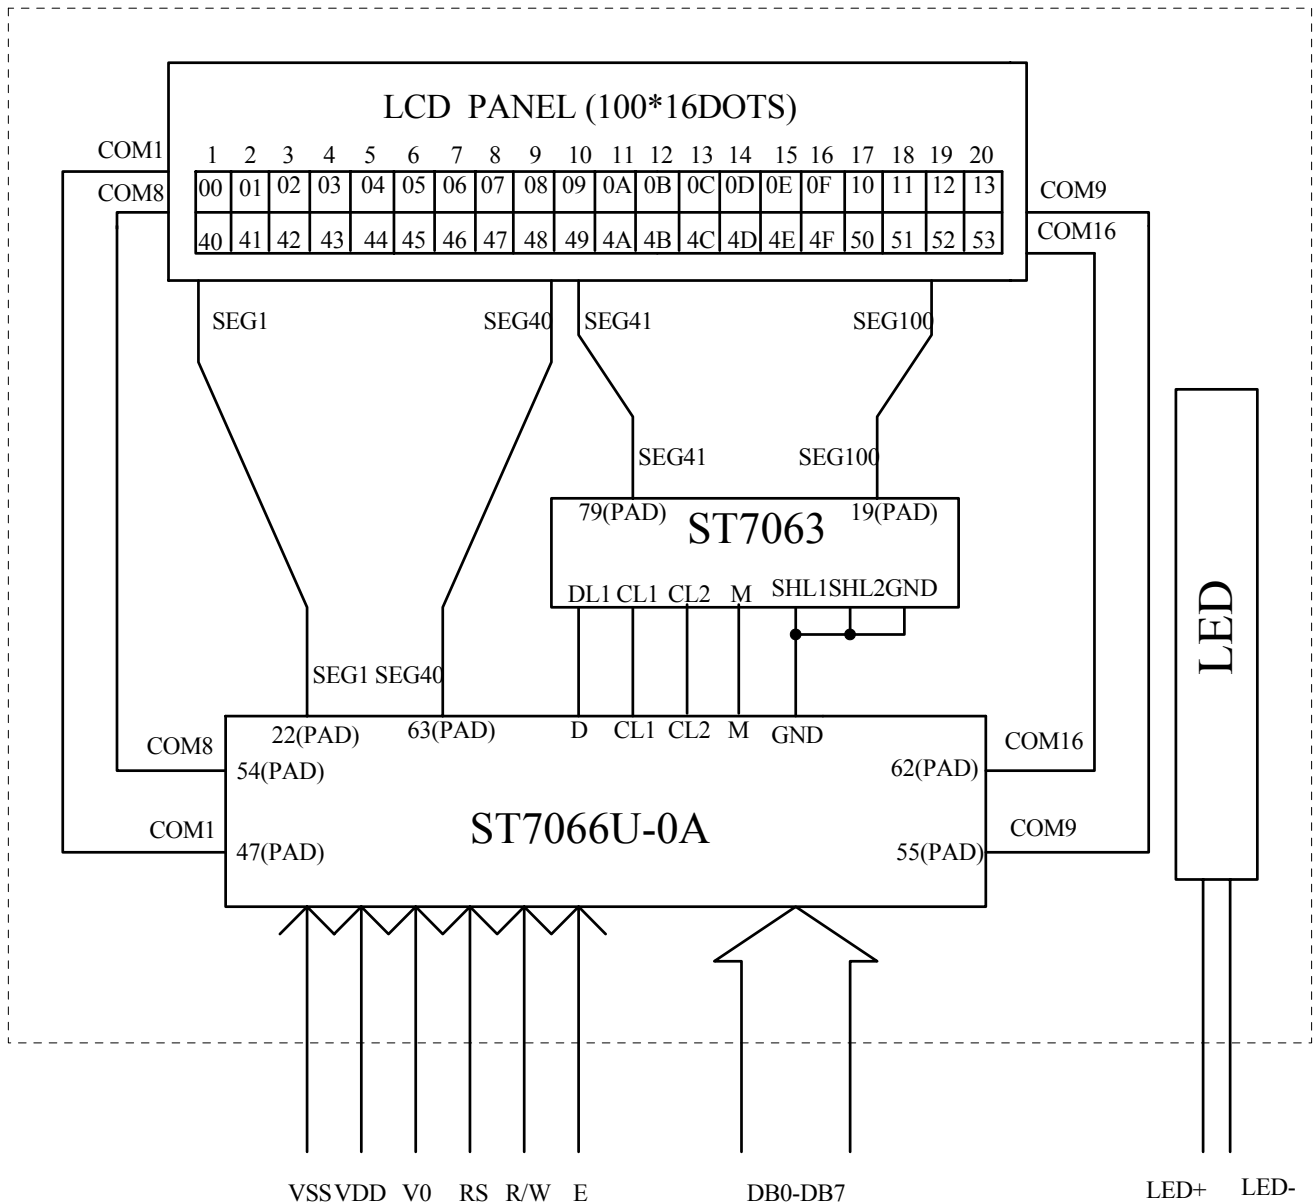 LCD PANEL (100*16DOTS)
COM1 1 2 3 4 5 6 7 8 9 10 11 12 13 14 15 16 17 18 19 20
COM8 00 01 02 03 04 05 06 07 08 09 0A 0B 0C 0D 0E 0F 10 11 12 13 COM9
40 41 42 43 44 45 46 47 48 49 4A 4B 4C 4D 4E 4F 50 51 52 53 COM16
SEG1 SEG40 SEG41 SEG100
SEG41 SEG100
79(PAD) 19(PAD)
ST7063
DL1 CL1 CL2 M SHL1 SHL2 GND
LED
SEG1 SEG40
22(PAD) 63(PAD) D CL1 CL2 M GND
COM8 54(PAD) 62(PAD) COM16
ST7066U-0A
COM1 47(PAD) 55(PAD) COM9
VSS VDD V0 RS R/W E DB0-DB7 LED+ LED-